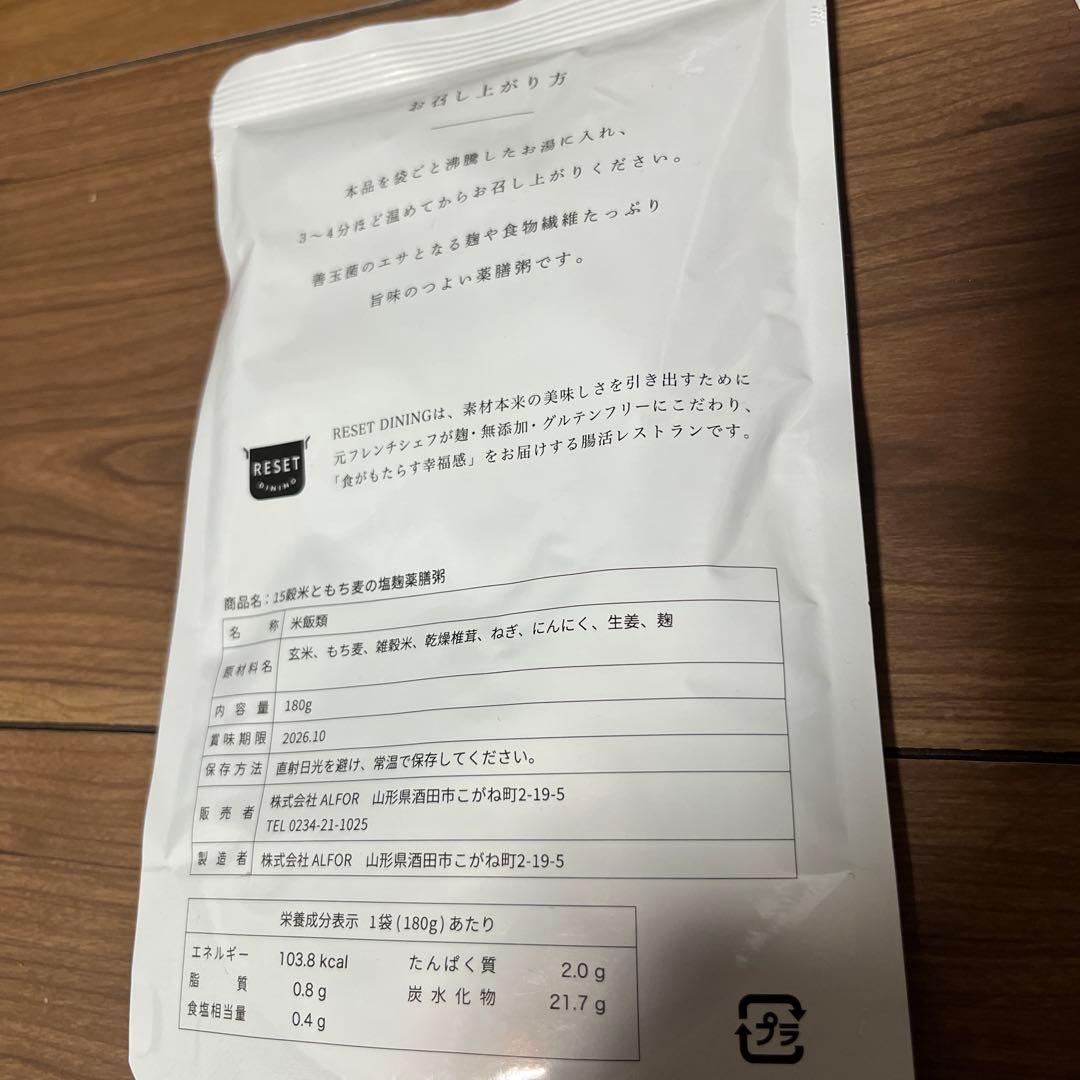 お召し上がり方
本品を袋ごと沸騰したお湯に入れ、
3〜4分ほど温めてからお召し上がりください。
善玉菌のエサとなる麹や食物繊維たっぷり
旨味のつよい薬膳粥です。
RESET DINING
RESET DININGは、素材本来の美味しさを引き出すために
元フレンチシェフが麹・無添加・グルテンフリーにこだわり、
「食がもたらす幸福感」をお届けする腸活レストランです。
商品名：15穀米ともち麦の塩麹薬膳粥
名称 米飯類
原材料名 玄米、もち麦、雑穀米、乾燥椎茸、ねぎ、にんにく、生姜、麹
内容量 180g
賞味期限 2026.10
保存方法 直射日光を避け、常温で保存してください。
販売者 株式会社 ALFOR 山形県酒田市こがね町2-19-5
TEL 0234-21-1025
製造者 株式会社 ALFOR 山形県酒田市こがね町2-19-5
栄養成分表示 1袋(180g)あたり
エネルギー 103.8 kcal たんぱく質 2.0 g
脂質 0.8 g 炭水化物 21.7 g
食塩相当量 0.4 g
プラ